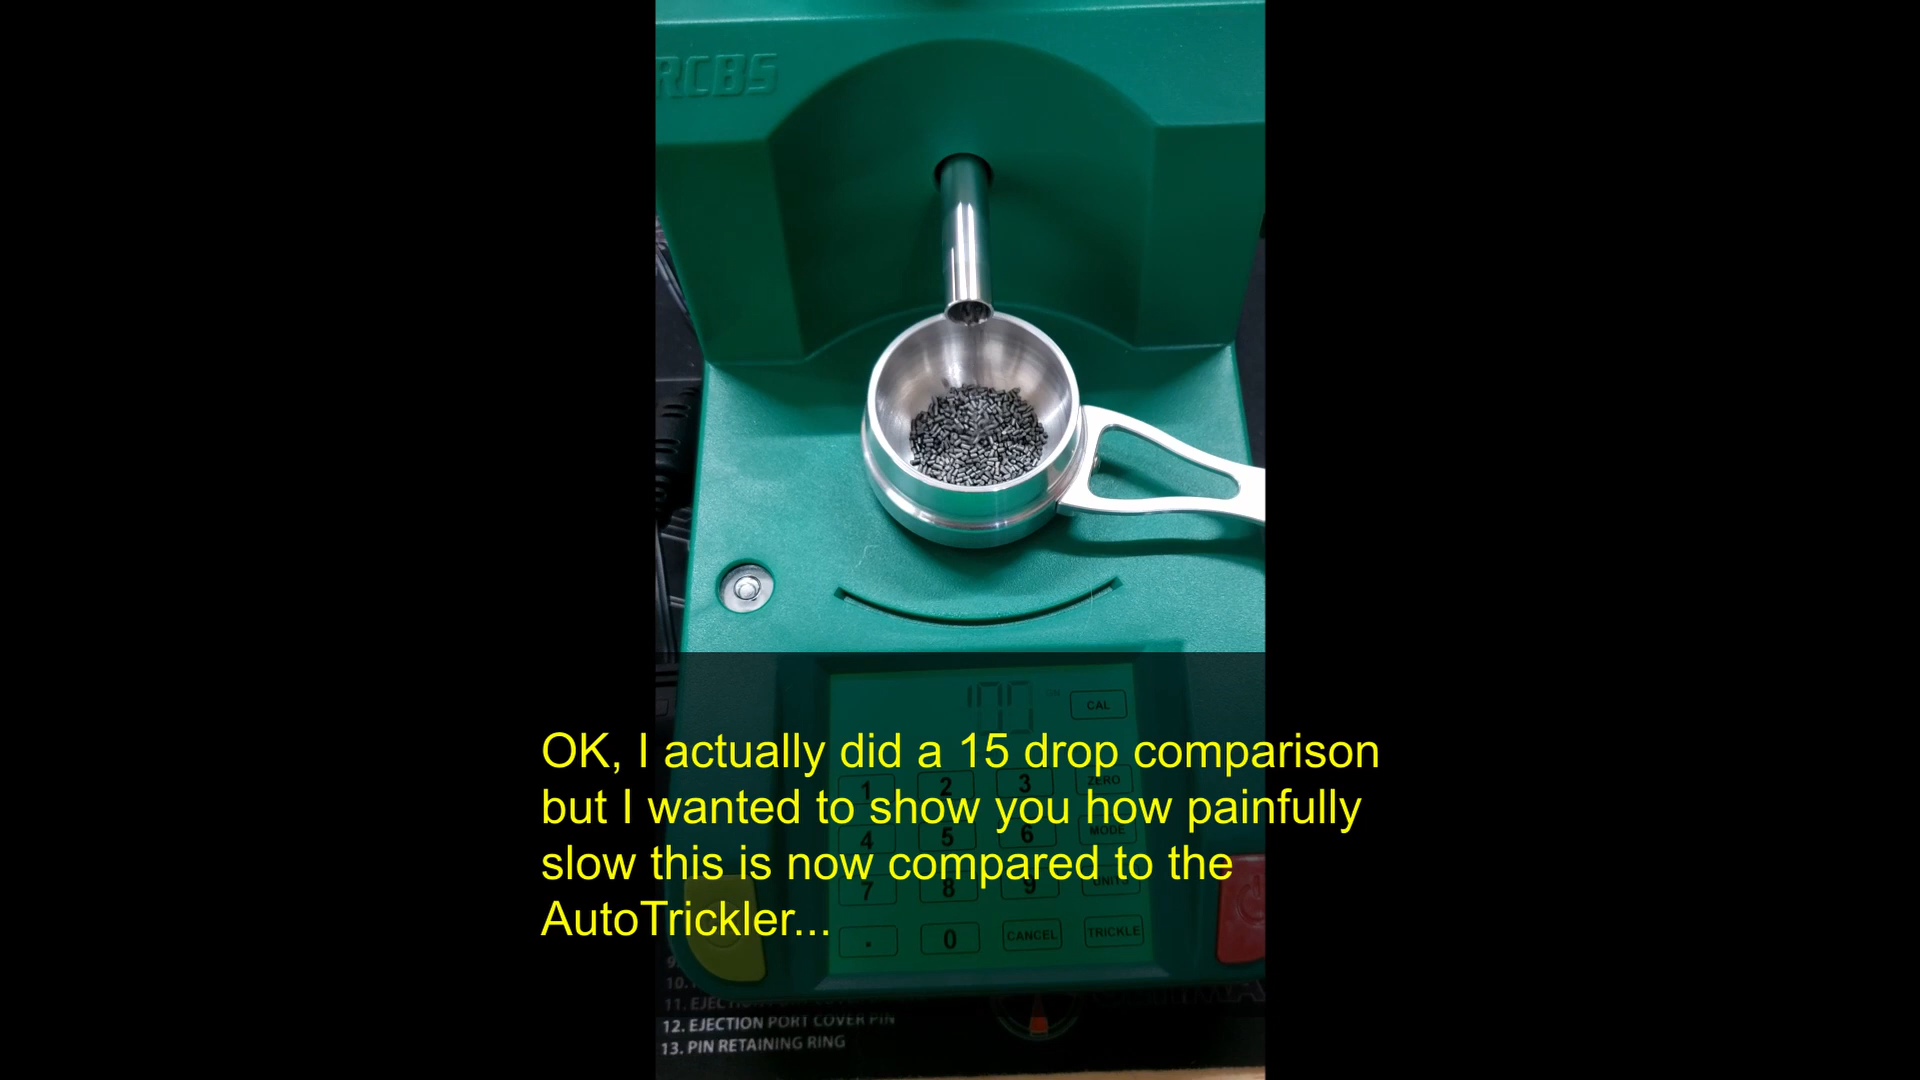 RCBS
CAL
1 2 3 ZERO
4 5 6 MODE
7 8 9 UNITS
. 0 CANCEL TRICKLE
OK, I actually did a 15 drop comparison
but I wanted to show you how painfully
slow this is now compared to the
AutoTrickler...
12. EJECTION PORT COVER PIN
13. PIN RETAINING RING